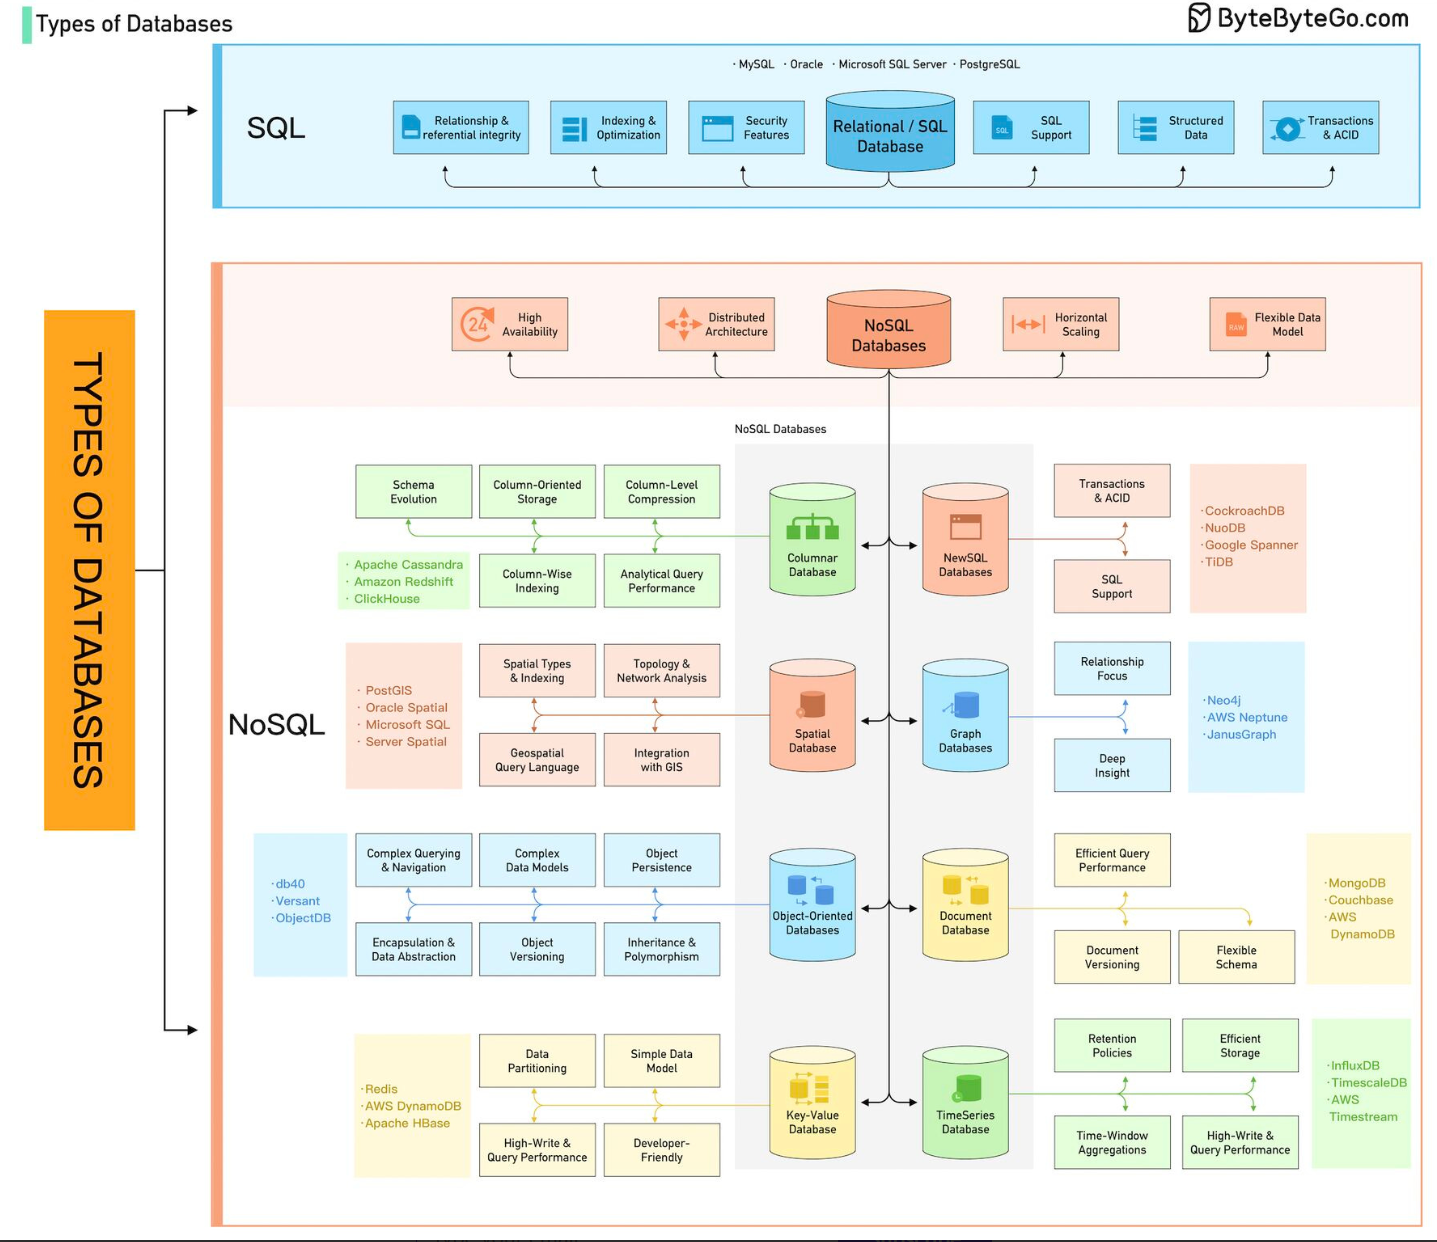 Types of Databases
ByteByteGo.com
· MySQL · Oracle · Microsoft SQL Server · PostgreSQL
SQL
Relationship &
referential integrity
Indexing &
Optimization
Security
Features
Relational / SQL
Database
SQL
SQL
Support
Structured
Data
Transactions
& ACID
TYPES OF DATABASES
NoSQL
24
High
Availability
Distributed
Architecture
NoSQL
Databases
Horizontal
Scaling
RAW
Flexible Data
Model
NoSQL Databases
Schema
Evolution
Column-Oriented
Storage
Column-Level
Compression
· Apache Cassandra
· Amazon Redshift
· ClickHouse
Column-Wise
Indexing
Analytical Query
Performance
Columnar
Database
NewSQL
Databases
Transactions
& ACID
SQL
Support
· CockroachDB
· NuoDB
· Google Spanner
· TiDB
· PostGIS
· Oracle Spatial
· Microsoft SQL
· Server Spatial
Spatial Types
& Indexing
Topology &
Network Analysis
Geospatial
Query Language
Integration
with GIS
Spatial
Database
Graph
Databases
Relationship
Focus
Deep
Insight
· Neo4j
· AWS Neptune
· JanusGraph
· db40
· Versant
· ObjectDB
Complex Querying
& Navigation
Complex
Data Models
Object
Persistence
Encapsulation &
Data Abstraction
Object
Versioning
Inheritance &
Polymorphism
Object-Oriented
Databases
Document
Database
Efficient Query
Performance
Document
Versioning
Flexible
Schema
· MongoDB
· Couchbase
· AWS
DynamoDB
· Redis
· AWS DynamoDB
· Apache HBase
Data
Partitioning
Simple Data
Model
High-Write &
Query Performance
Developer-
Friendly
Key-Value
Database
TimeSeries
Database
Retention
Policies
Efficient
Storage
Time-Window
Aggregations
High-Write &
Query Performance
· InfluxDB
· TimescaleDB
· AWS
Timestream